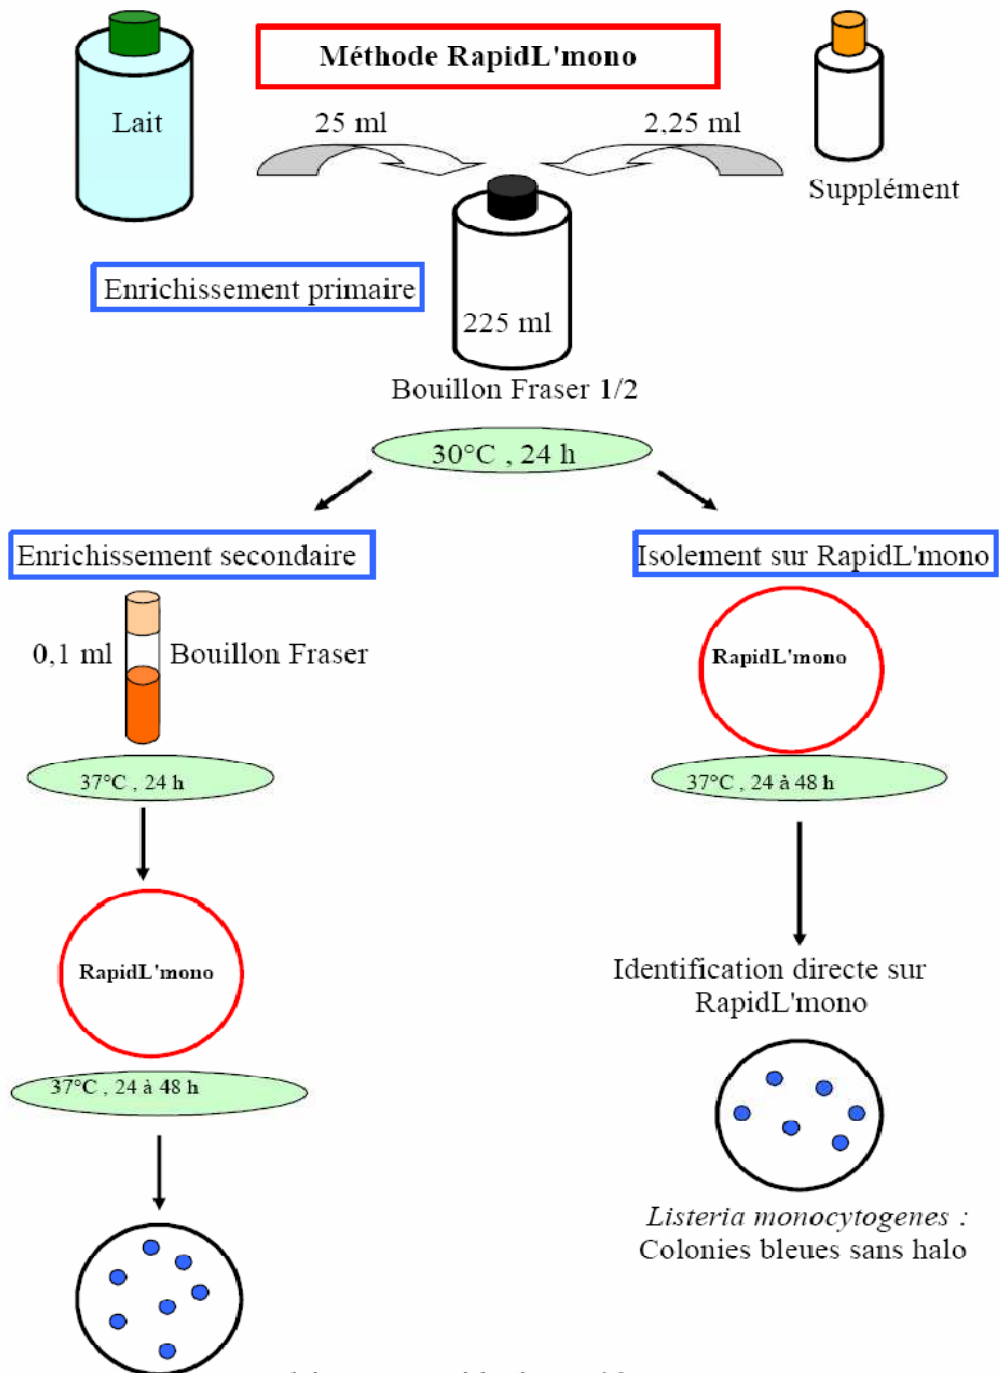 Méthode RapidL'mono
Lait
25 ml
2,25 ml
Supplément
Enrichissement primaire
225 ml
Bouillon Fraser 1/2
30°C , 24 h
Enrichissement secondaire
Isolement sur RapidL'mono
0,1 ml
Bouillon Fraser
RapidL'mono
37°C , 24 h
37°C , 24 à 48 h
RapidL'mono
Identification directe sur
RapidL'mono
37°C , 24 à 48 h
Listeria monocytogenes :
Colonies bleues sans halo